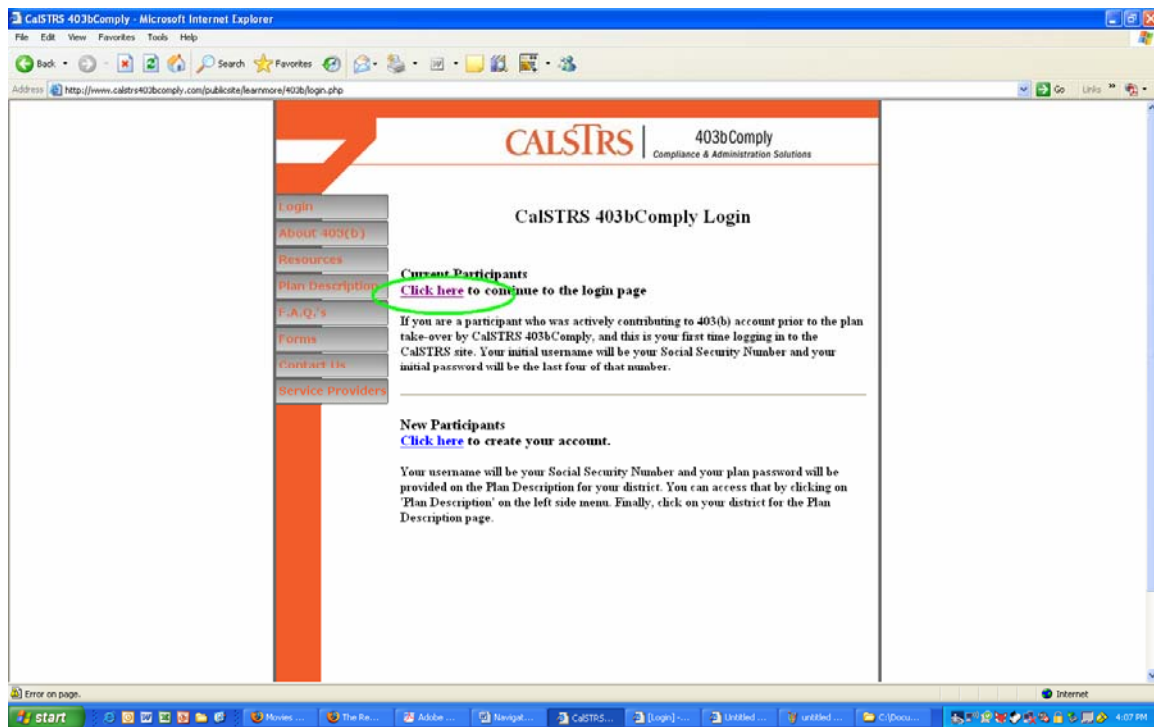 CalSTRS 403bComply - Microsoft Internet Explorer
File Edit View Favorites Tools Help
Back Search Favorites
Address http://www.calstrs403bcomply.com/publicsite/learnmore/403b/login.php Go Links »
CALSTRS 403bComply
Compliance & Administration Solutions
Login
About 403(b)
Resources
Plan Description
F.A.Q.'s
Forms
Contact Us
Service Providers
CalSTRS 403bComply Login
Current Participants
Click here to continue to the login page
If you are a participant who was actively contributing to 403(b) account prior to the plan
take-over by CalSTRS 403bComply, and this is your first time logging in to the
CalSTRS site. Your initial username will be your Social Security Number and your
initial password will be the last four of that number.
New Participants
Click here to create your account.
Your username will be your Social Security Number and your plan password will be
provided on the Plan Description for your district. You can access that by clicking on
'Plan Description' on the left side menu. Finally, click on your district for the Plan
Description page.
Error on page. Internet
start Movies ... The Re... Adobe ... Navigat... CalSTRS... [Login] -... Untitled ... untitled ... C:\Docu... 4:07 PM